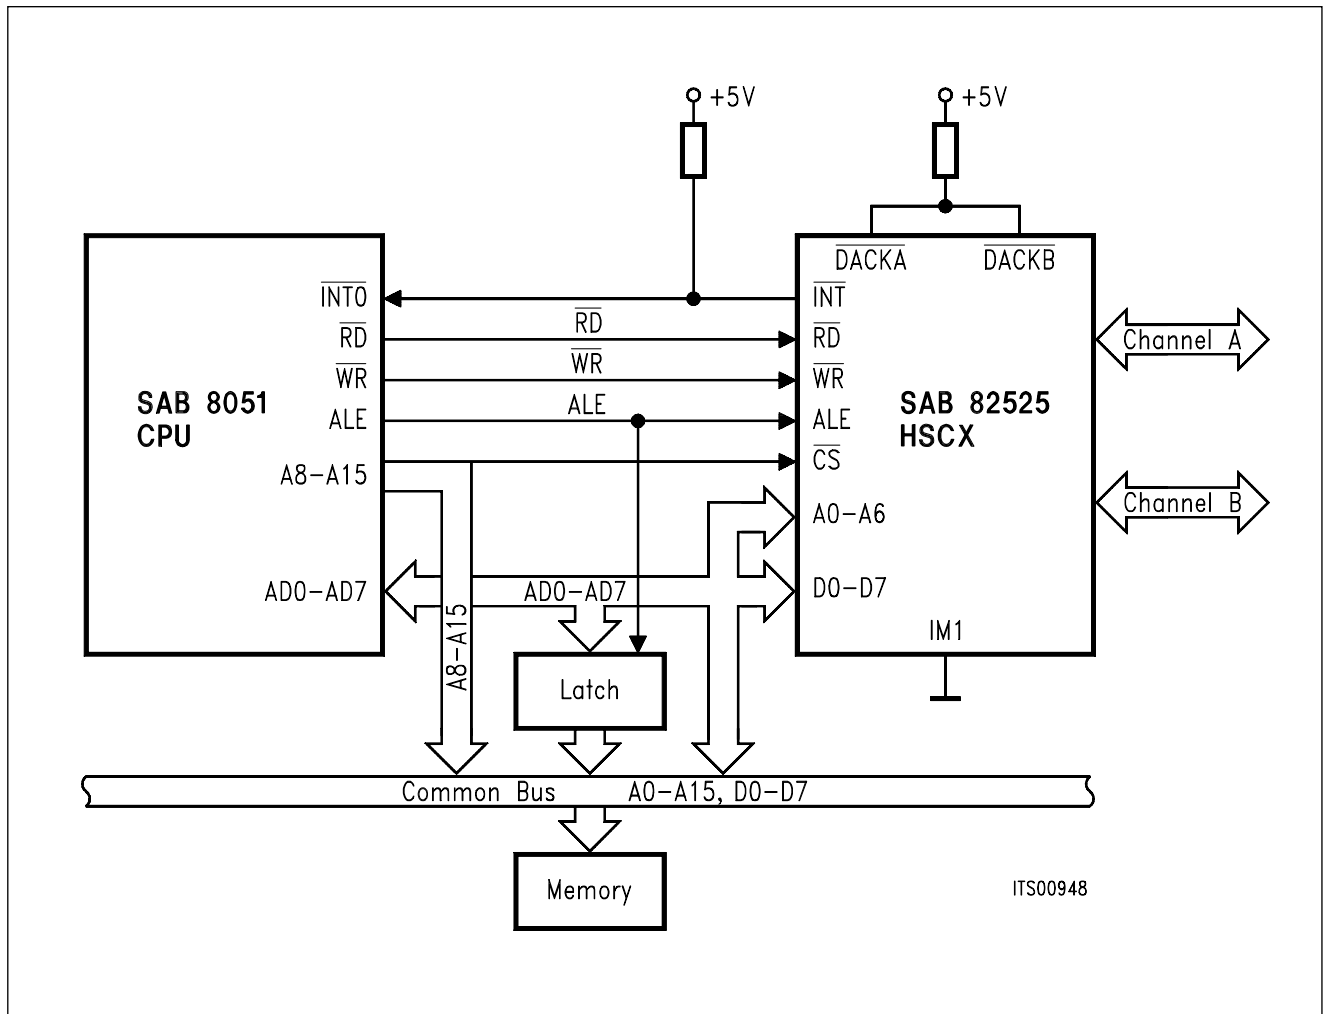 +5V
+5V
DACKA
DACKB
INT0
INT
RD
RD
RD
Channel A
WR
WR
WR
SAB 8051
CPU
SAB 82525
HSCX
ALE
ALE
ALE
CS
A8-A15
Channel B
A0-A6
AD0-AD7
AD0-AD7
D0-D7
A8-A15
IM1
Latch
Common Bus
A0-A15, D0-D7
Memory
ITS00948